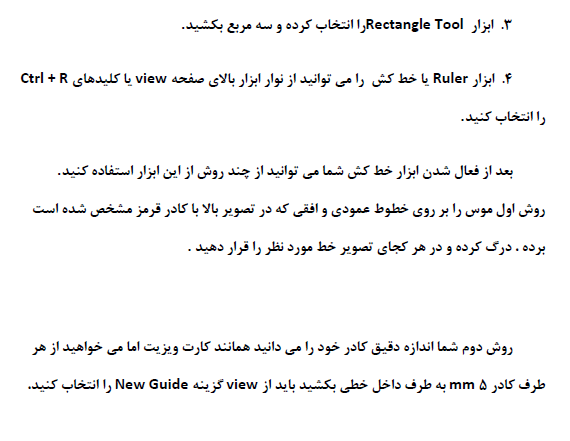 ۳. ابزار Rectangle Toolرا انتخاب کرده و سه مربع بکشید.
۴. ابزار Ruler یا خط کش را می توانید از نوار ابزار بالای صفحه view یا کلیدهای Ctrl + R
را انتخاب کنید.
بعد از فعال شدن ابزار خط کش شما می توانید از چند روش از این ابزار استفاده کنید.
روش اول موس را بر روی خطوط عمودی و افقی که در تصویر بالا با کادر قرمز مشخص شده است
برده . درگ کرده و در هر کجای تصویر خط مورد نظر را قرار دهید .
روش دوم شما اندازه دقیق کادر خود را می دانید همانند کارت ویزیت اما می خواهید از هر
طرف کادر ۵ mm به طرف داخل خطی بکشید باید از view گزینه New Guide را انتخاب کنید.